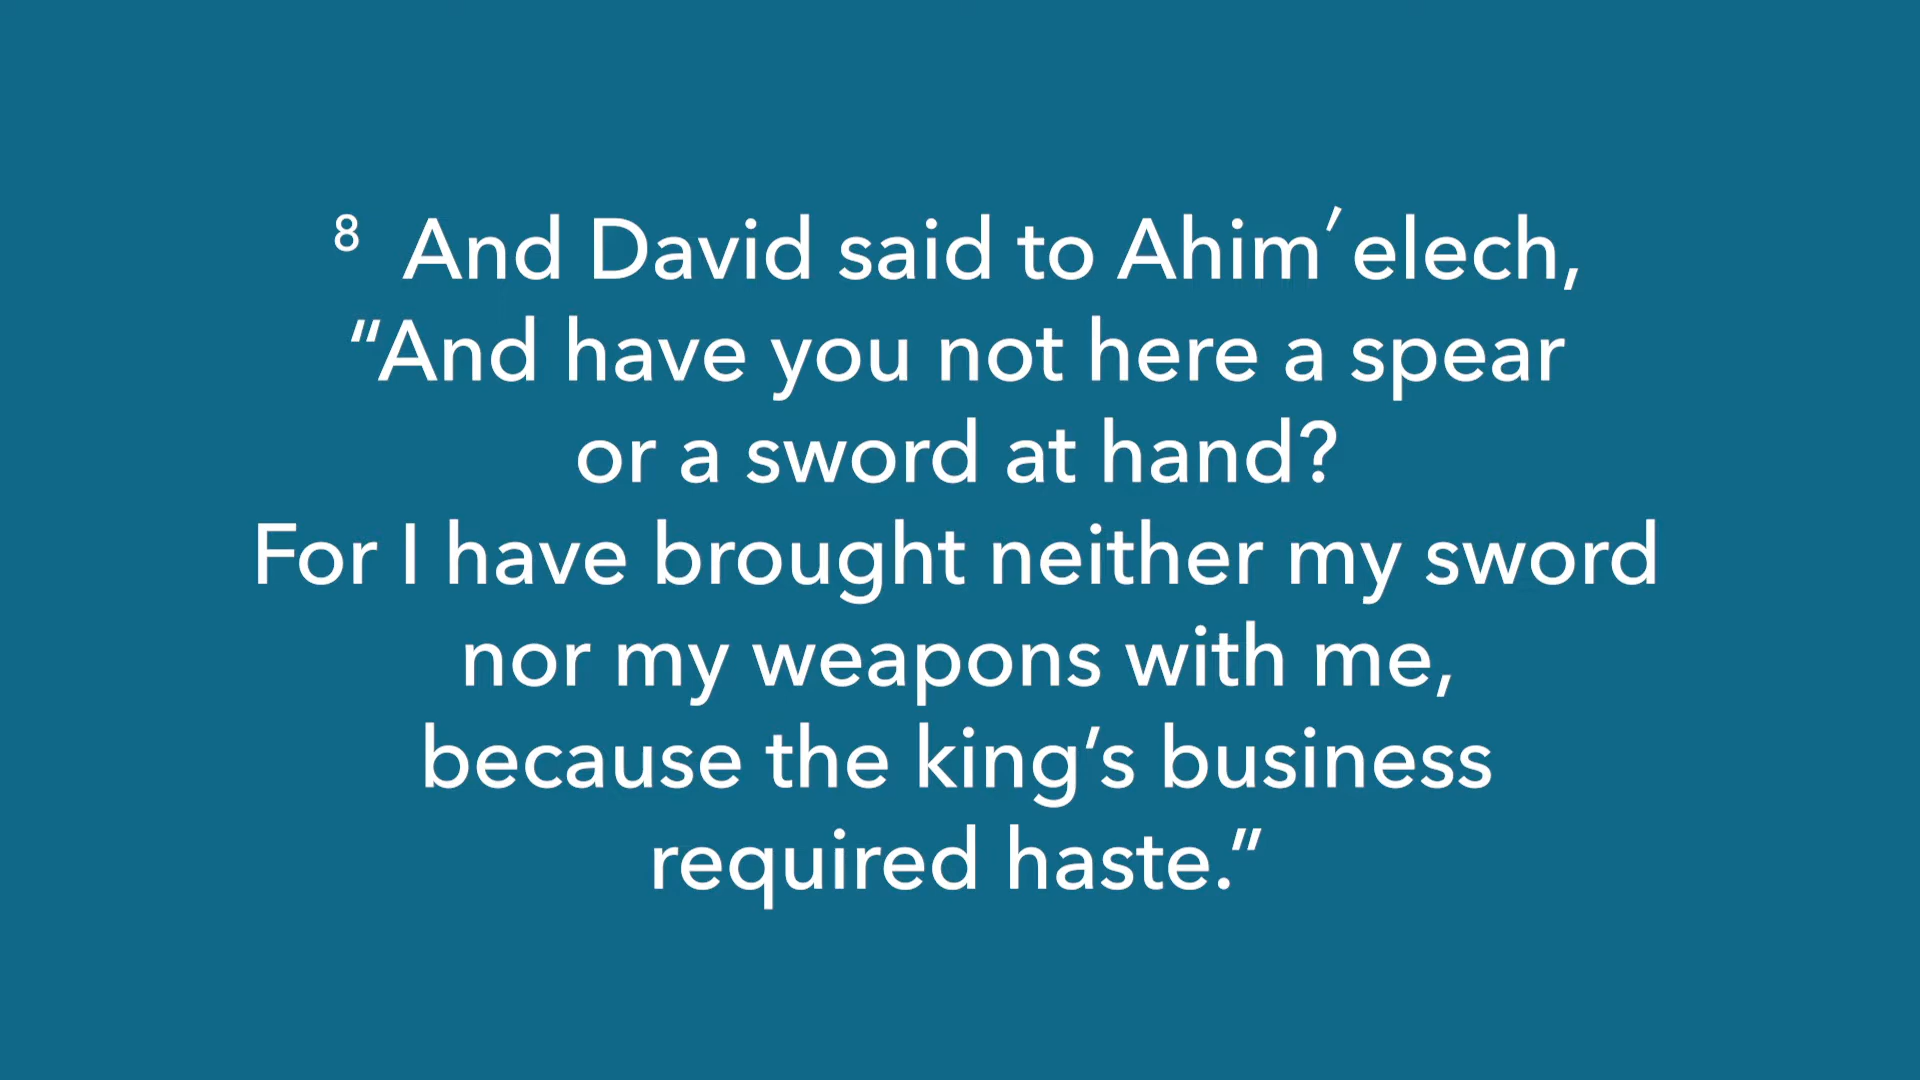 ⁸ And David said to Ahim′elech,
“And have you not here a spear
or a sword at hand?
For I have brought neither my sword
nor my weapons with me,
because the king’s business
required haste.”